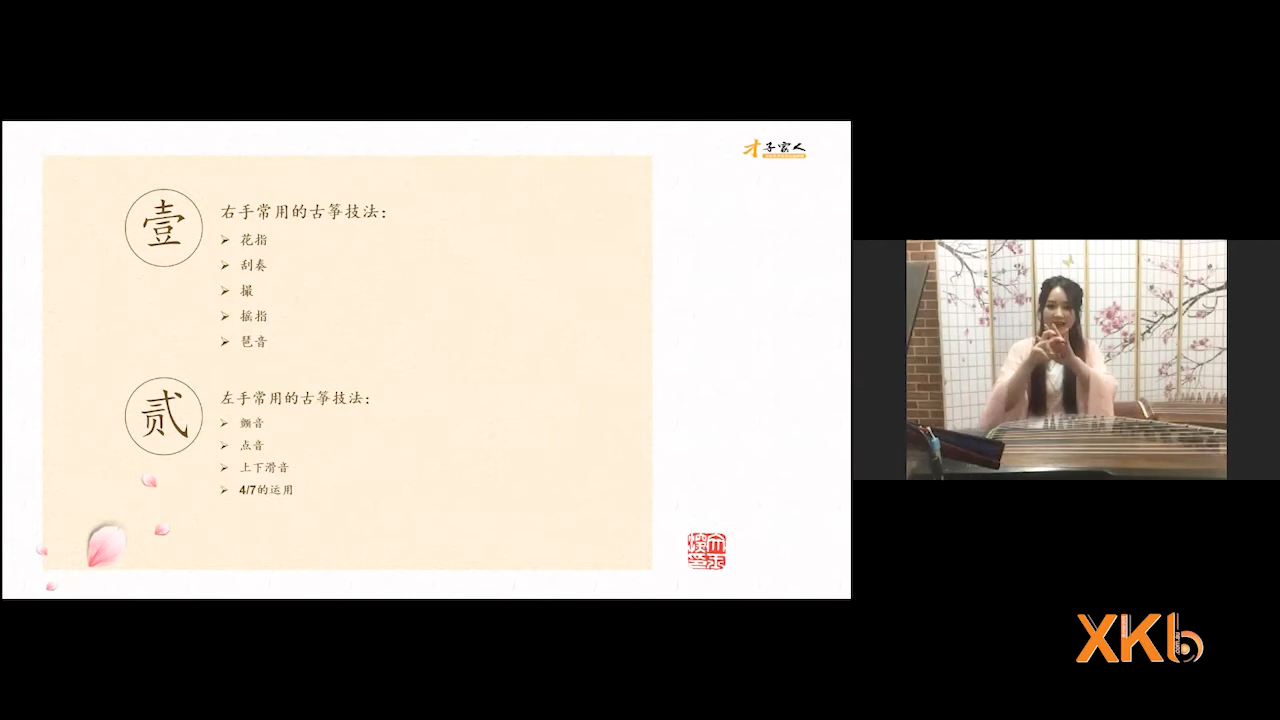 才子雲人
壹
右手常用的古筝技法：
花指
刮奏
撮
摇指
琶音
贰
左手常用的古筝技法：
颤音
点音
上下滑音
4/7的运用
XKb